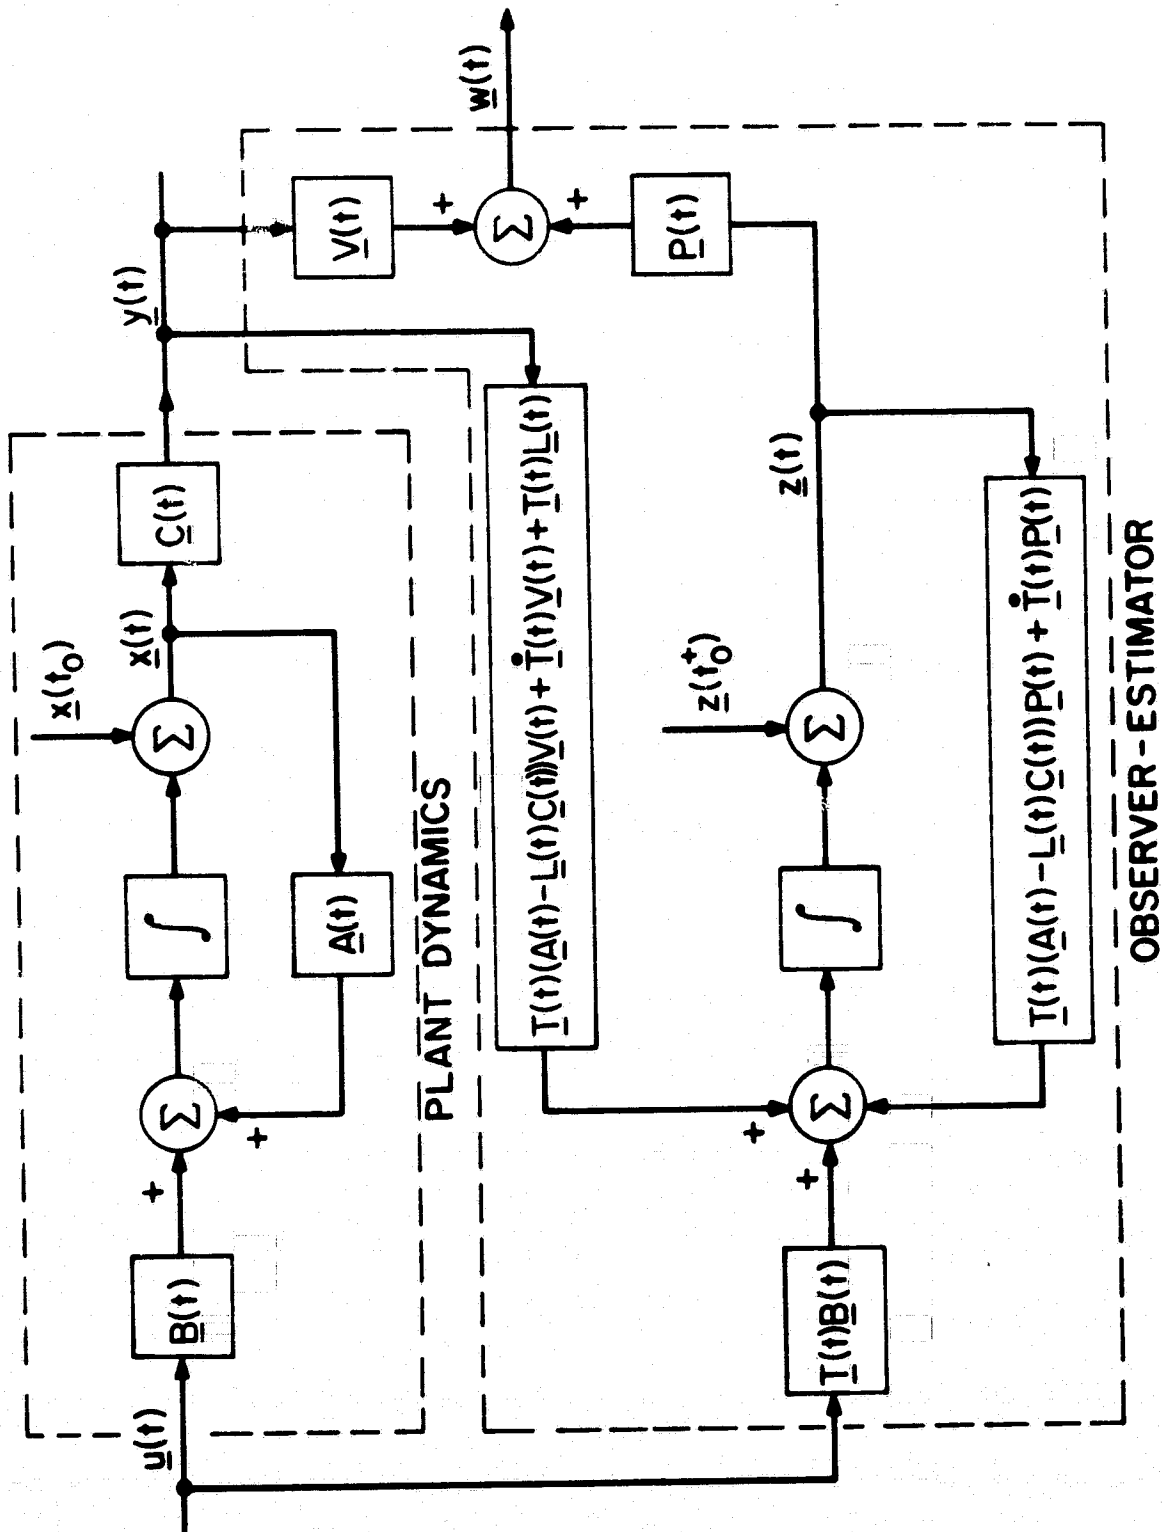 u(t)
B(t)
+
Σ
+
∫
A(t)
Σ
x(t₀)
x(t)
C(t)
y(t)
PLANT DYNAMICS
T(t)(A(t)-L(t)C(t))V(t)+Ṫ(t)V(t)+T(t)L(t)
V(t)
+
Σ
+
w(t)
P(t)
T(t)B(t)
+
+
Σ
∫
Σ
z(t₀⁺)
z(t)
T(t)(A(t)-L(t)C(t))P(t)+Ṫ(t)P(t)
OBSERVER-ESTIMATOR